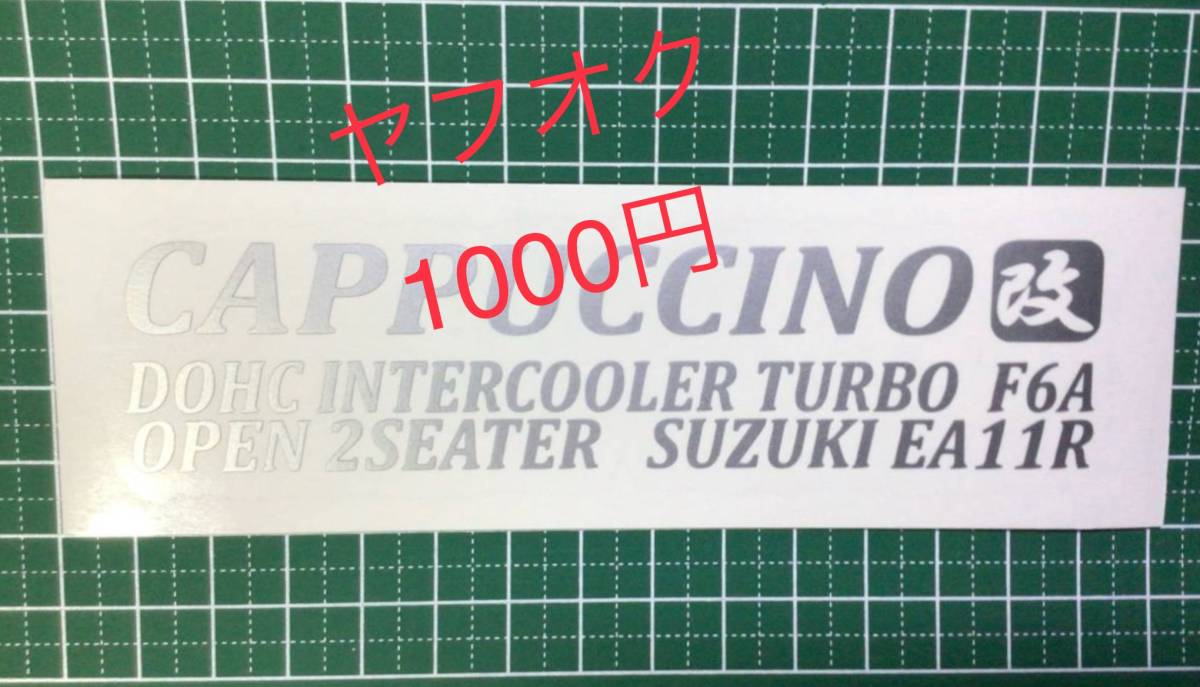 ヤフオク
1000円
CAPPUCCINO 改
DOHC INTERCOOLER TURBO F6A
OPEN 2SEATER SUZUKI EA11R